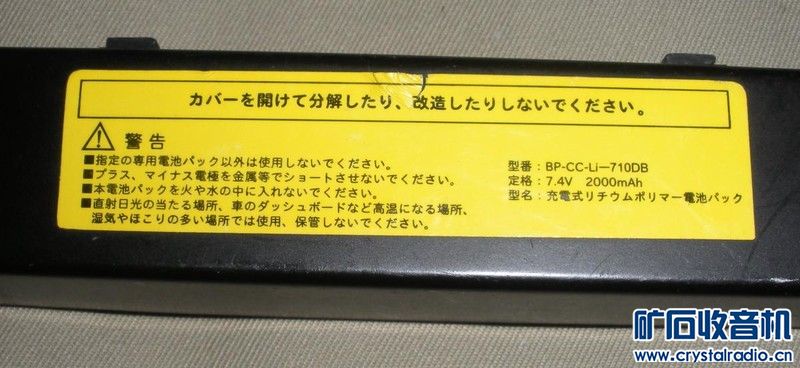 カバーを開けて分解したり、改造したりしないでください。
警告
■指定の専用電池パック以外は使用しないでください。
■プラス、マイナス電極を金属等でショートさせないでください。
■本電池パックを火や水の中に入れないでください。
■直射日光の当たる場所、車のダッシュボードなど高温になる場所、
湿気やほこりの多い場所では使用、保管しないでください。
型番：BP-CC-Li－710DB
定格：7.4V 2000mAh
型名：充電式リチウムポリマー電池パック
矿石收音机
www.crystalradio.cn